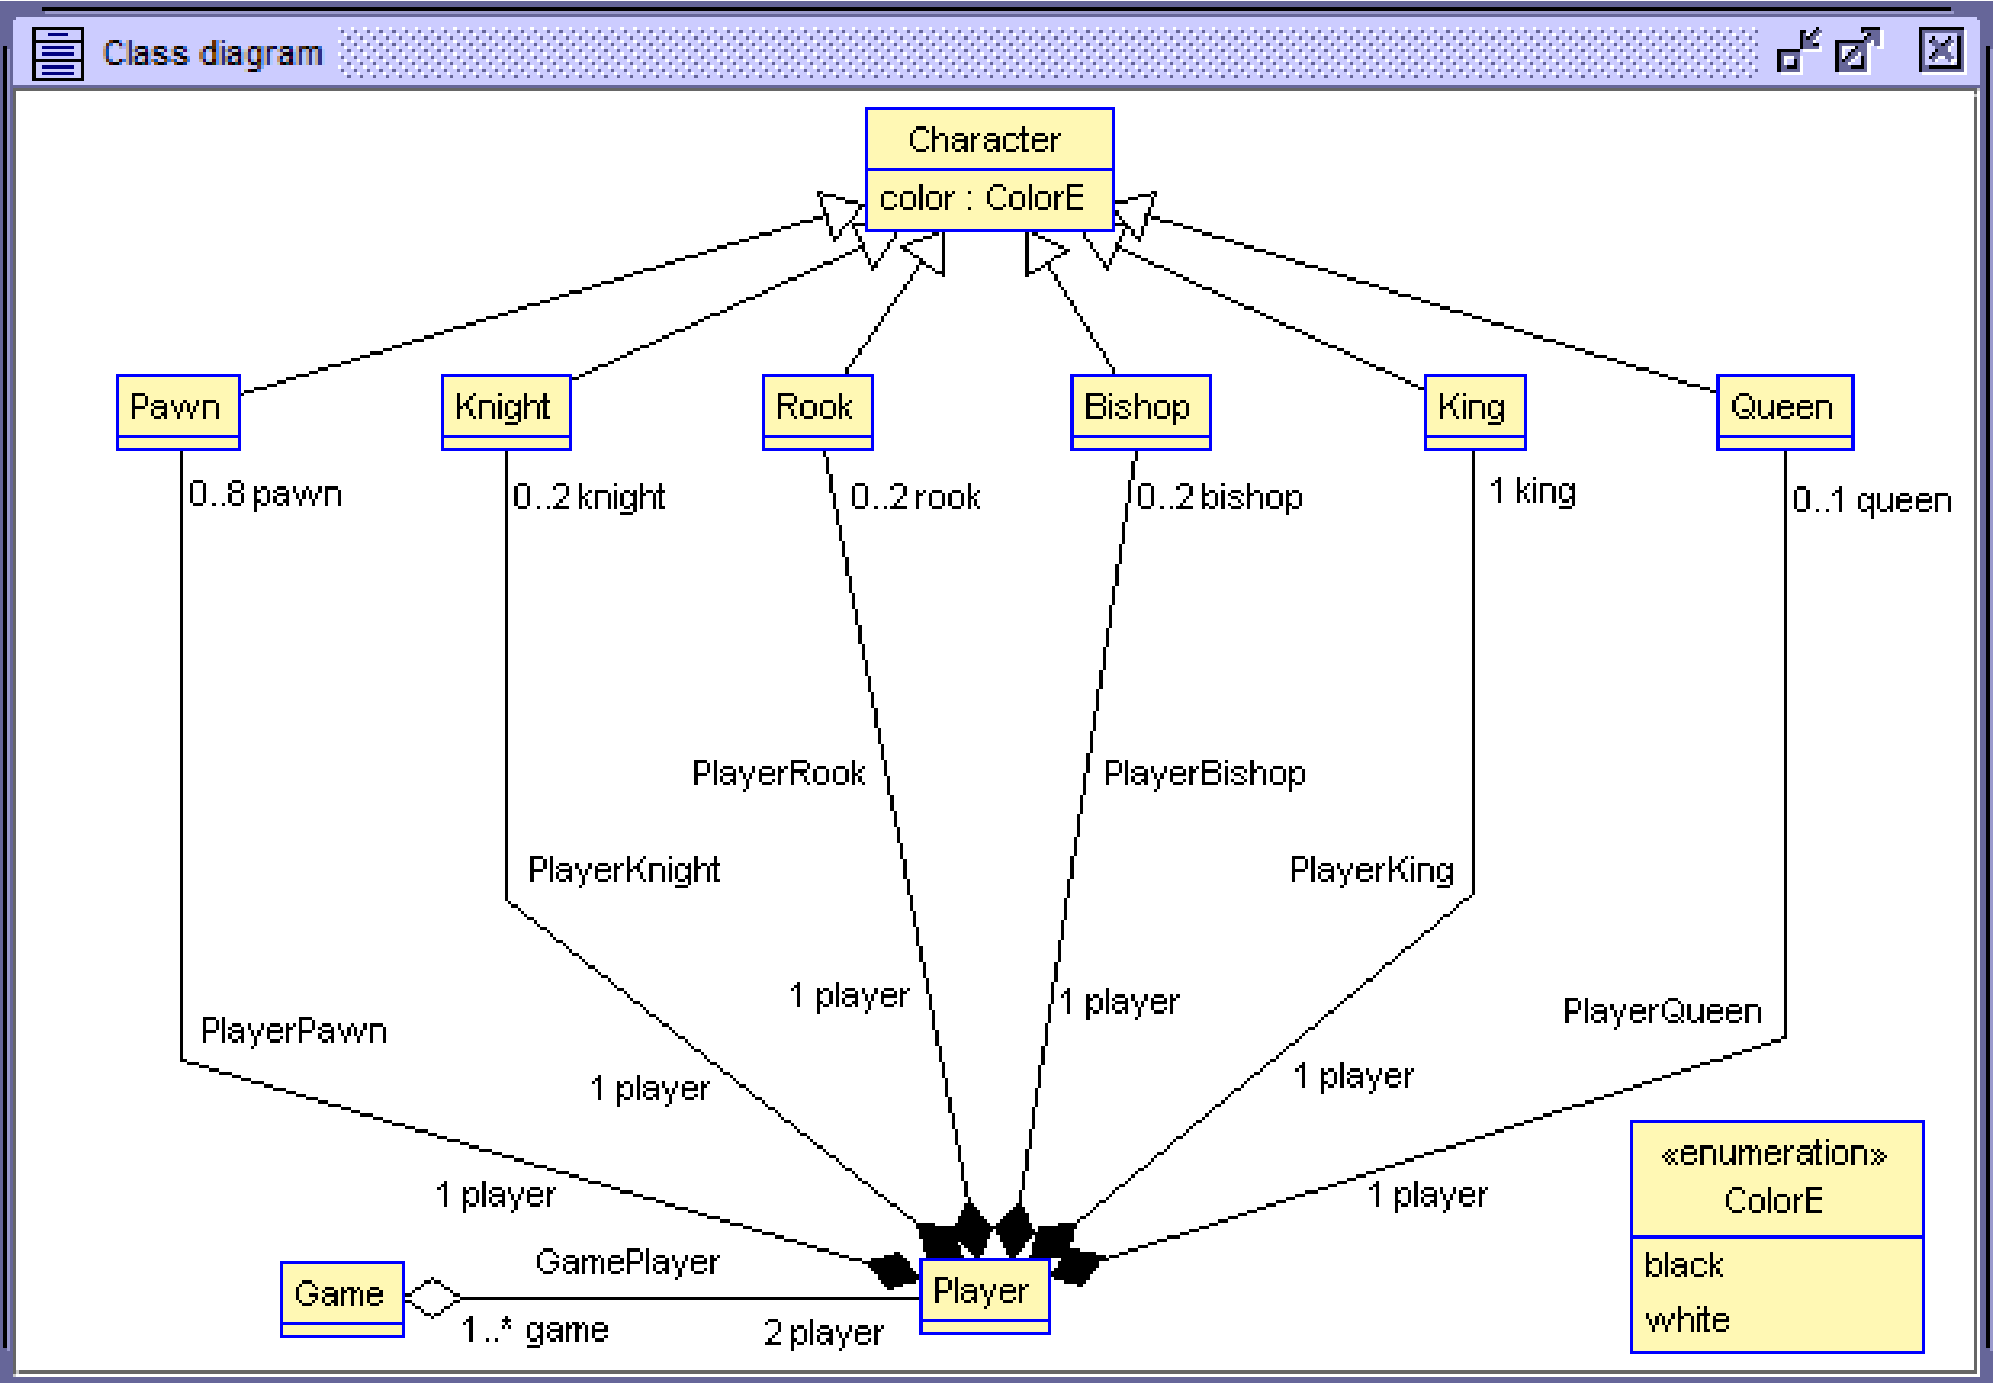 Class diagram
Character
color : ColorE
Pawn
Knight
Rook
Bishop
King
Queen
0..8 pawn
0..2 knight
0..2 rook
0..2 bishop
1 king
0..1 queen
PlayerRook
PlayerBishop
PlayerKnight
PlayerKing
1 player
1 player
PlayerQueen
PlayerPawn
1 player
1 player
1 player
1 player
«enumeration»
ColorE
black
white
GamePlayer
Game
Player
1..* game
2 player